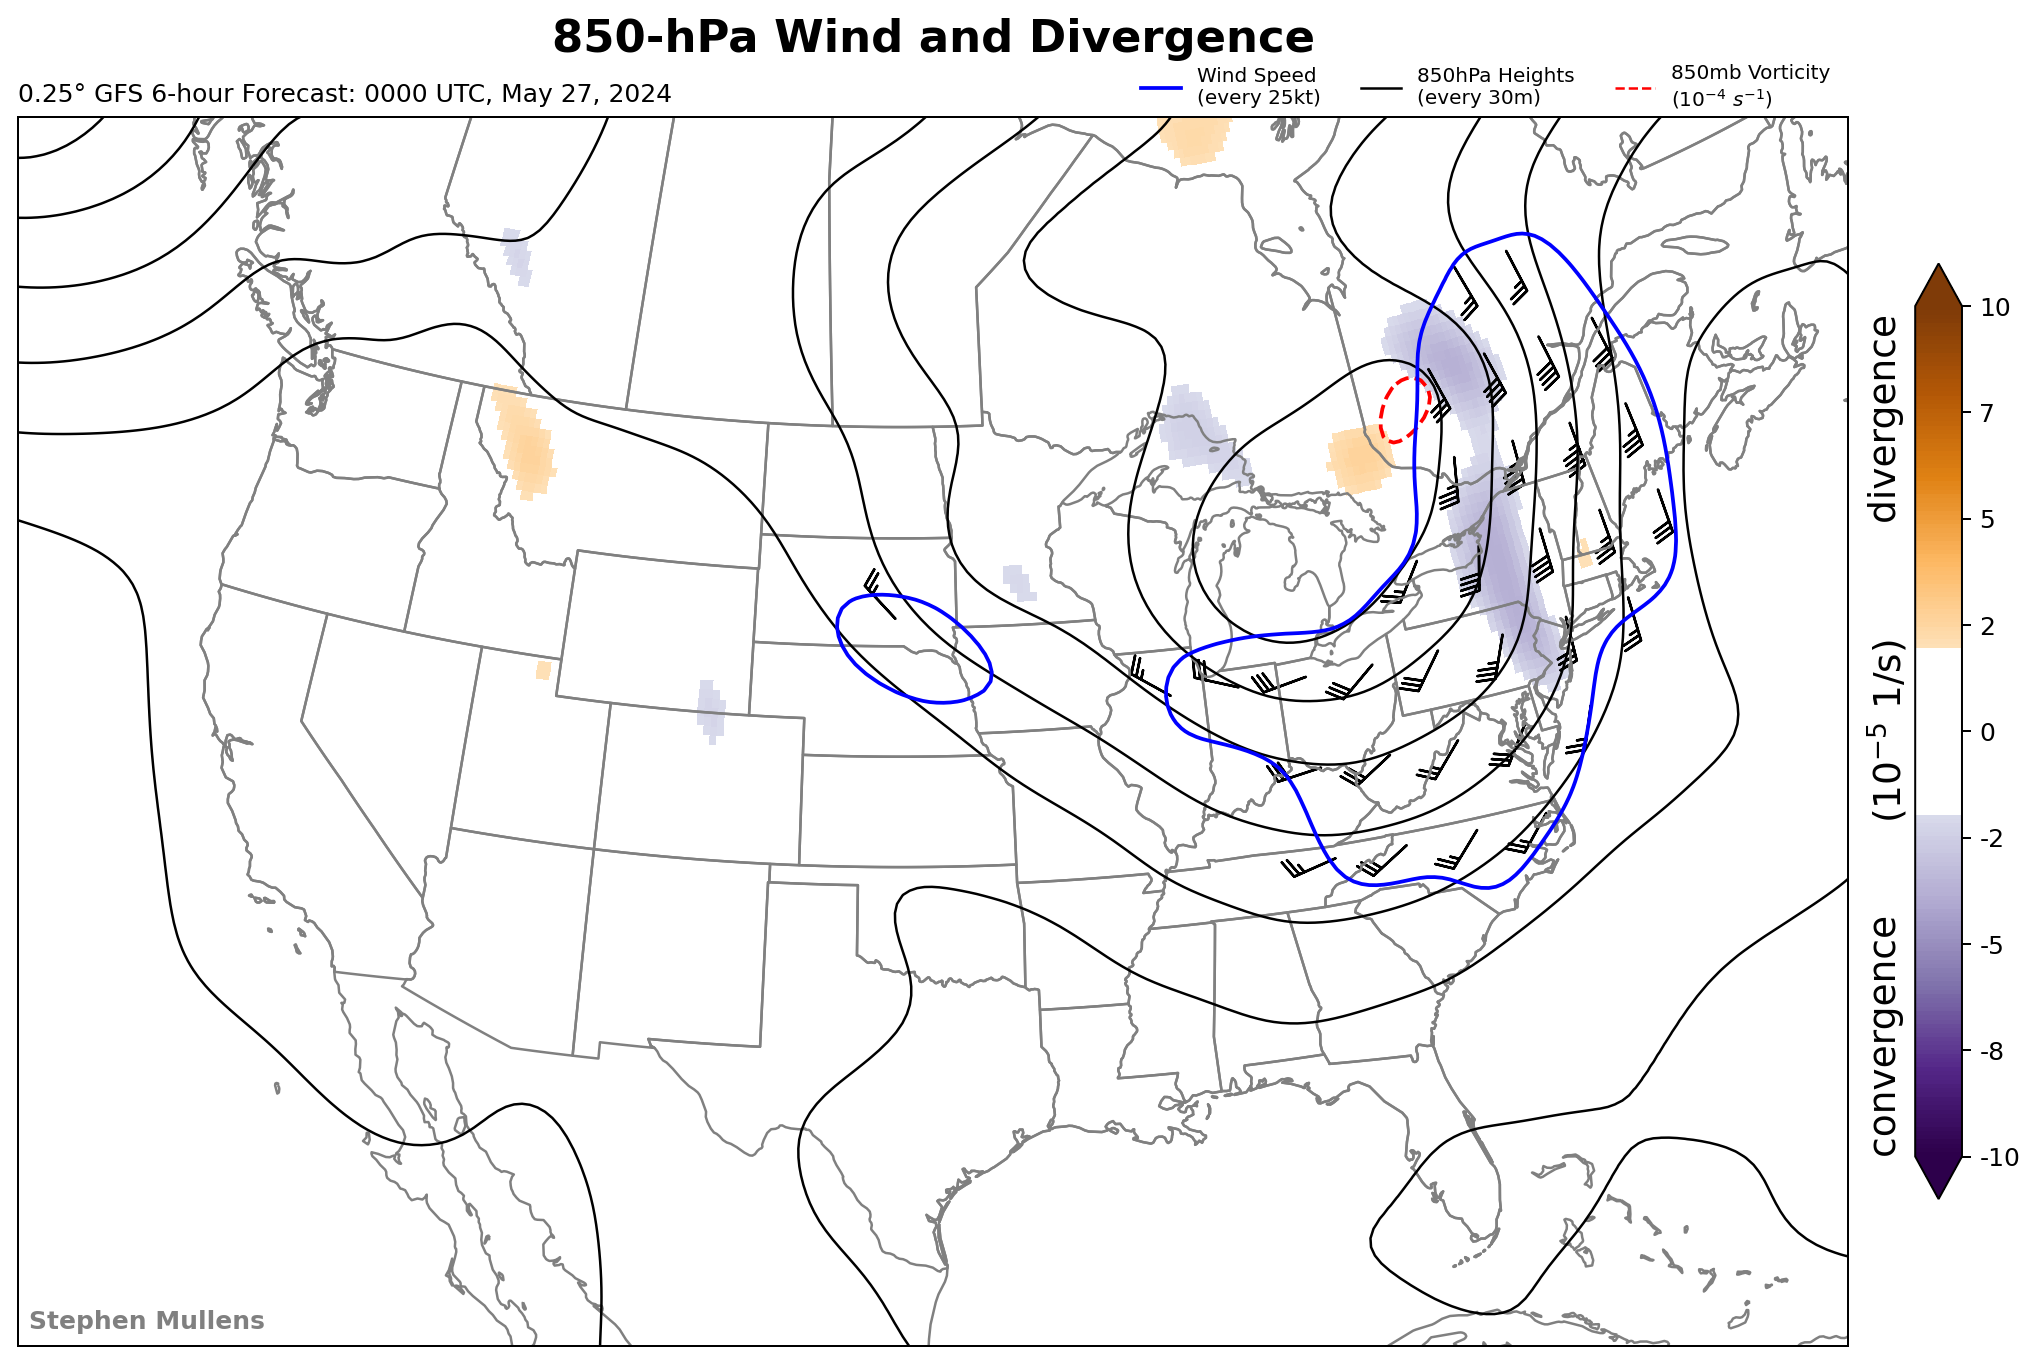 850-hPa Wind and Divergence
0.25° GFS 6-hour Forecast: 0000 UTC, May 27, 2024
Wind Speed
(every 25kt)
850hPa Heights
(every 30m)
850mb Vorticity
(10⁻⁴ s⁻¹)
10
7
5
2
0
-2
-5
-8
-10
convergence (10⁻⁵ 1/s) divergence
Stephen Mullens